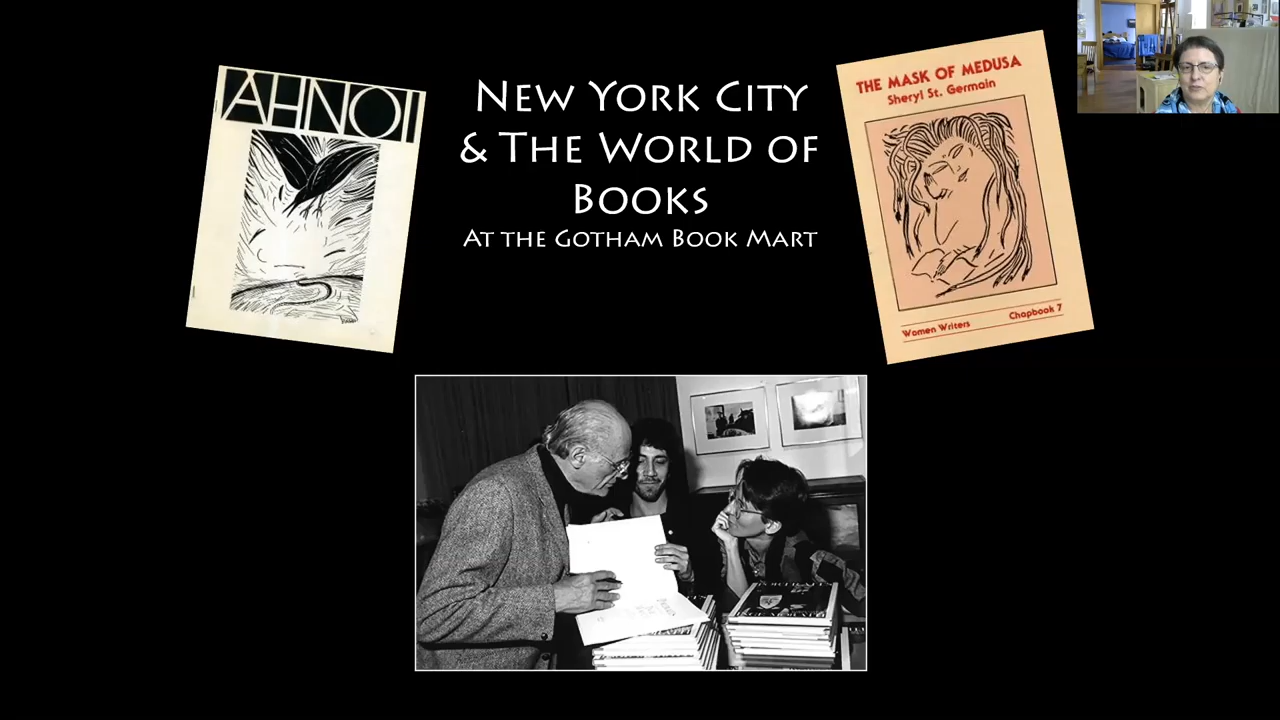 AHNOI
NEW YORK CITY
& THE WORLD OF
BOOKS
AT THE GOTHAM BOOK MART
THE MASK OF MEDUSA
Sheryl St. Germain
Women Writers
Chapbook 7